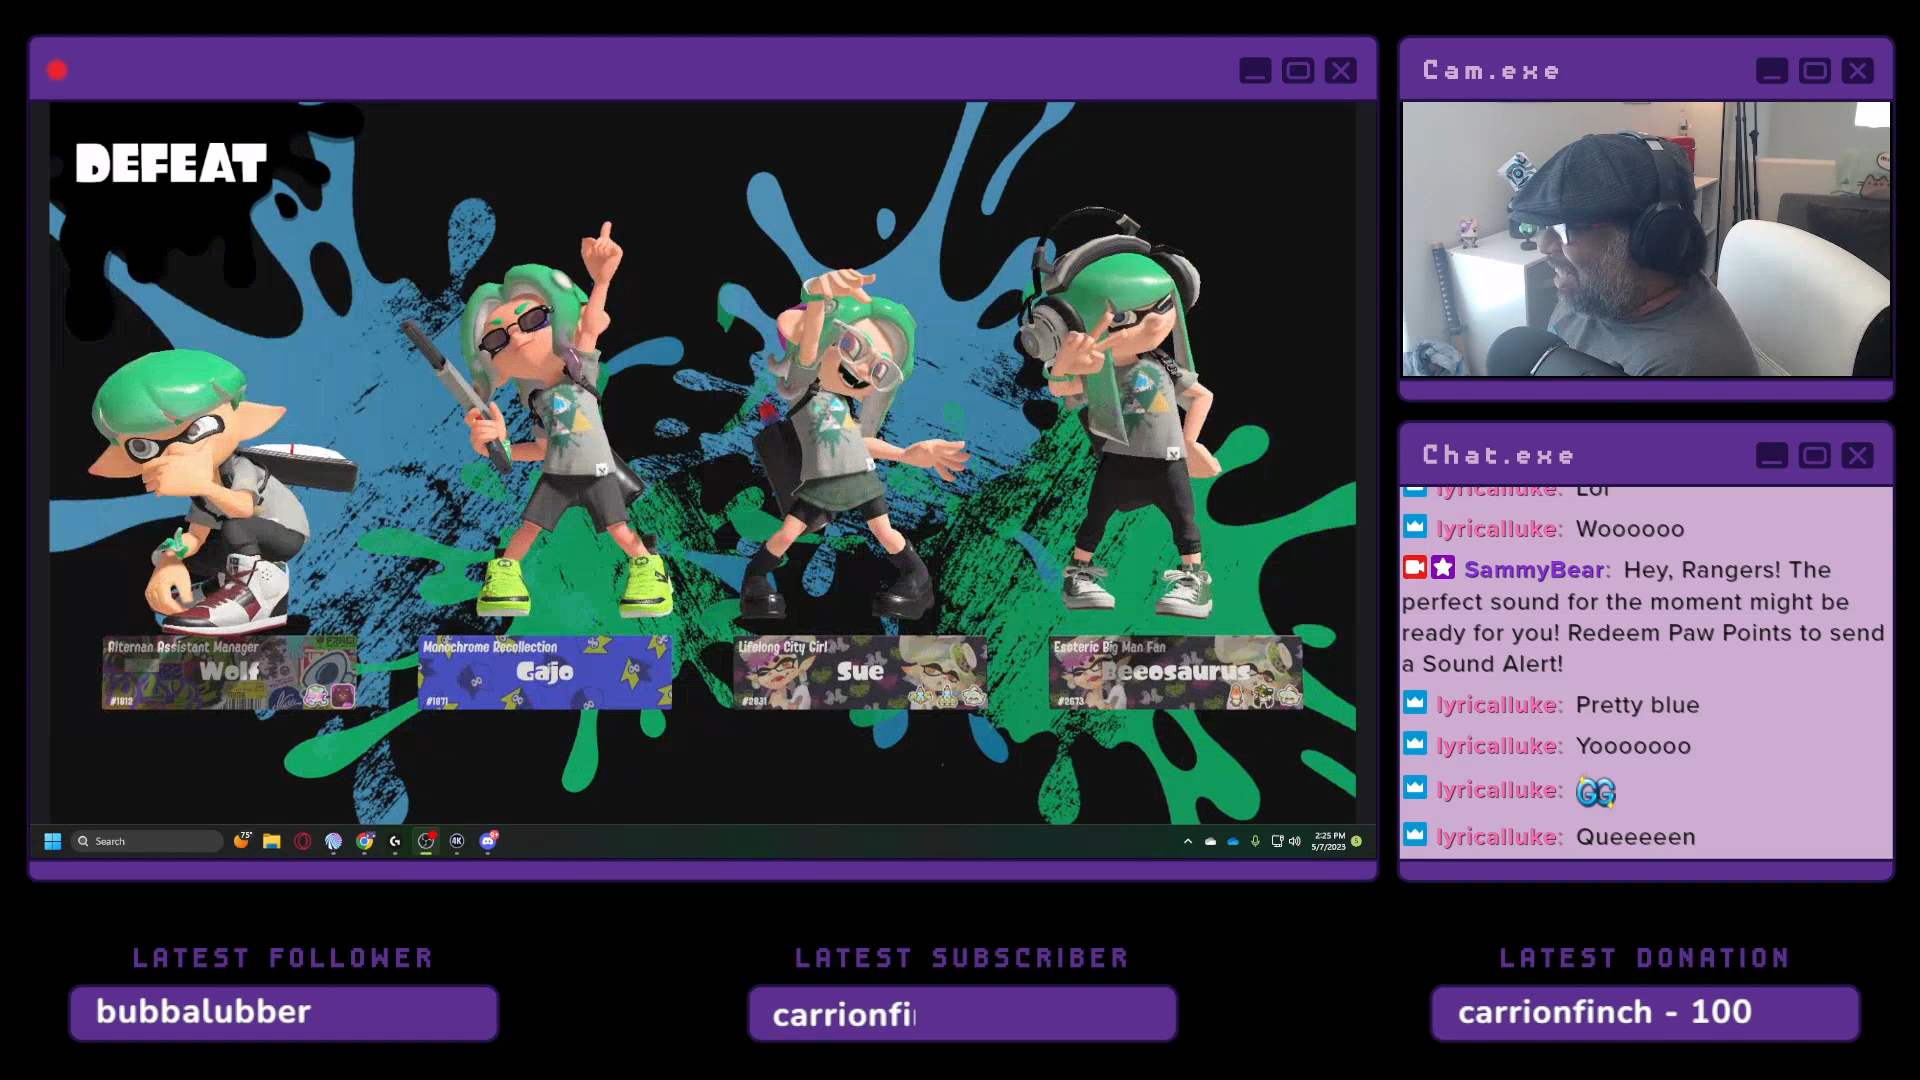 DEFEAT
Alternan Assistant Manager
Wolf
#1812
Monochrome Recollection
Gajo
#1871
Lifelong City Girl
Sue
#2831
Esoteric Big Man Fan
Beeosaurus
#2673
75°
Search
2:25 PM
5/7/2023
Cam.exe
Chat.exe
lyricalluke: Lol
lyricalluke: Woooooo
SammyBear: Hey, Rangers! The
perfect sound for the moment might be
ready for you! Redeem Paw Points to send
a Sound Alert!
lyricalluke: Pretty blue
lyricalluke: Yooooooo
lyricalluke: GG
lyricalluke: Queeeeen
LATEST FOLLOWER
bubbalubber
LATEST SUBSCRIBER
carrionfi
LATEST DONATION
carrionfinch - 100